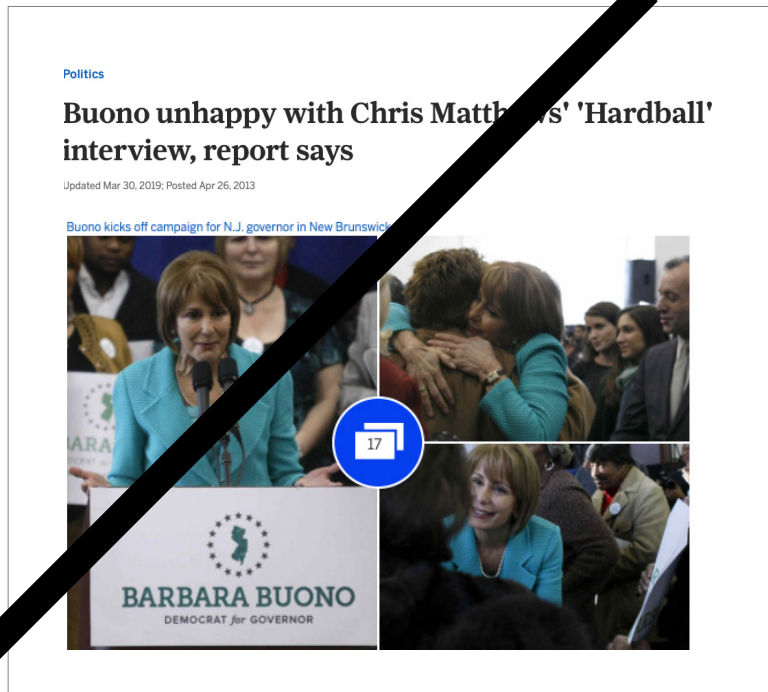 Politics
Buono unhappy with Chris Matthews' 'Hardball'
interview, report says
Updated Mar 30, 2019; Posted Apr 26, 2013
Buono kicks off campaign for N.J. governor in New Brunswick
17
BARBARA BUONO
DEMOCRAT for GOVERNOR